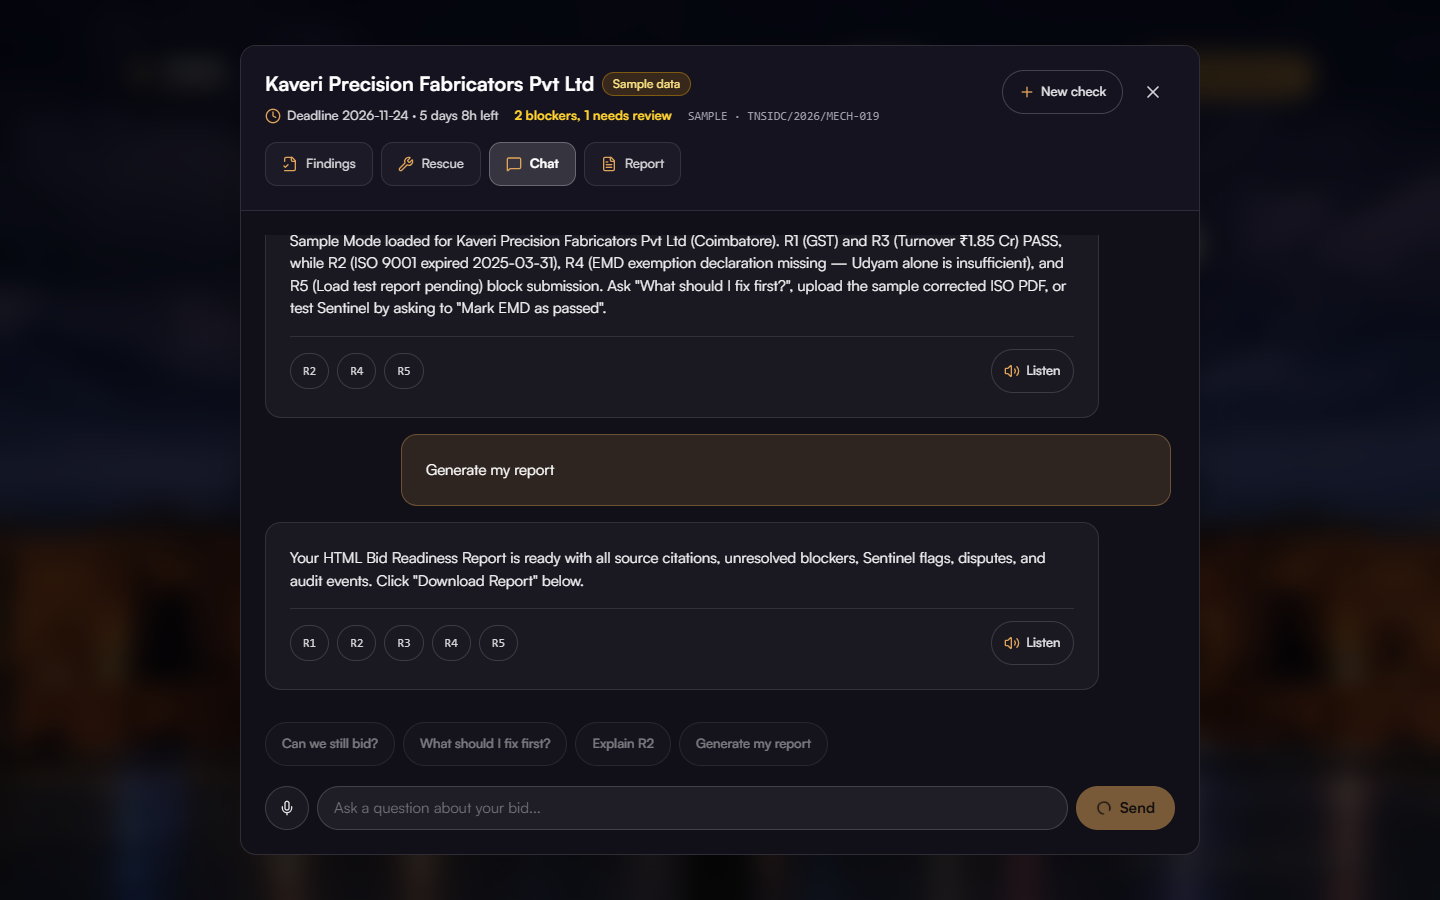 Kaveri Precision Fabricators Pvt Ltd Sample data
New check
Deadline 2026-11-24 · 5 days 8h left 2 blockers, 1 needs review SAMPLE · TNSIDC/2026/MECH-019
Findings Rescue Chat Report
Sample Mode loaded for Kaveri Precision Fabricators Pvt Ltd (Coimbatore). R1 (GST) and R3 (Turnover ₹1.85 Cr) PASS,
while R2 (ISO 9001 expired 2025-03-31), R4 (EMD exemption declaration missing — Udyam alone is insufficient), and
R5 (Load test report pending) block submission. Ask "What should I fix first?", upload the sample corrected ISO PDF, or
test Sentinel by asking to "Mark EMD as passed".
R2 R4 R5 Listen
Generate my report
Your HTML Bid Readiness Report is ready with all source citations, unresolved blockers, Sentinel flags, disputes, and
audit events. Click "Download Report" below.
R1 R2 R3 R4 R5 Listen
Can we still bid? What should I fix first? Explain R2 Generate my report
Ask a question about your bid... Send